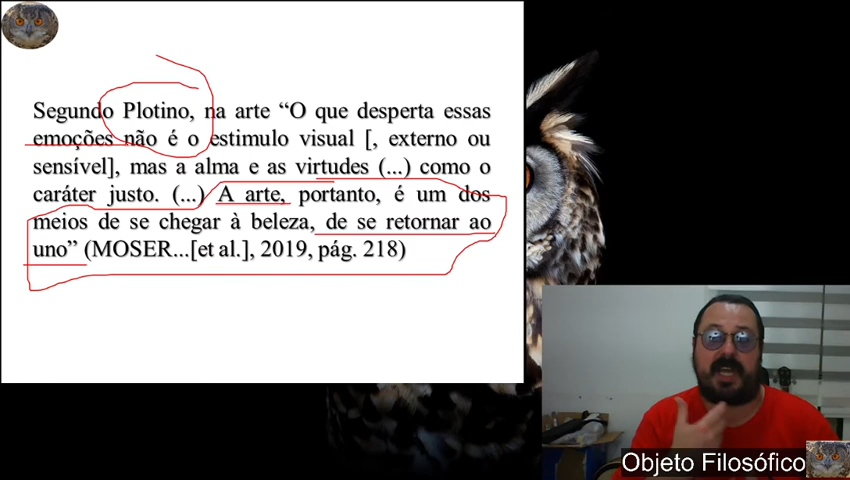 Segundo Plotino, na arte “O que desperta essas
emoções não é o estimulo visual [, externo ou
sensível], mas a alma e as virtudes (...) como o
caráter justo. (...) A arte, portanto, é um dos
meios de se chegar à beleza, de se retornar ao
uno” (MOSER...[et al.], 2019, pág. 218)
Objeto Filosófico